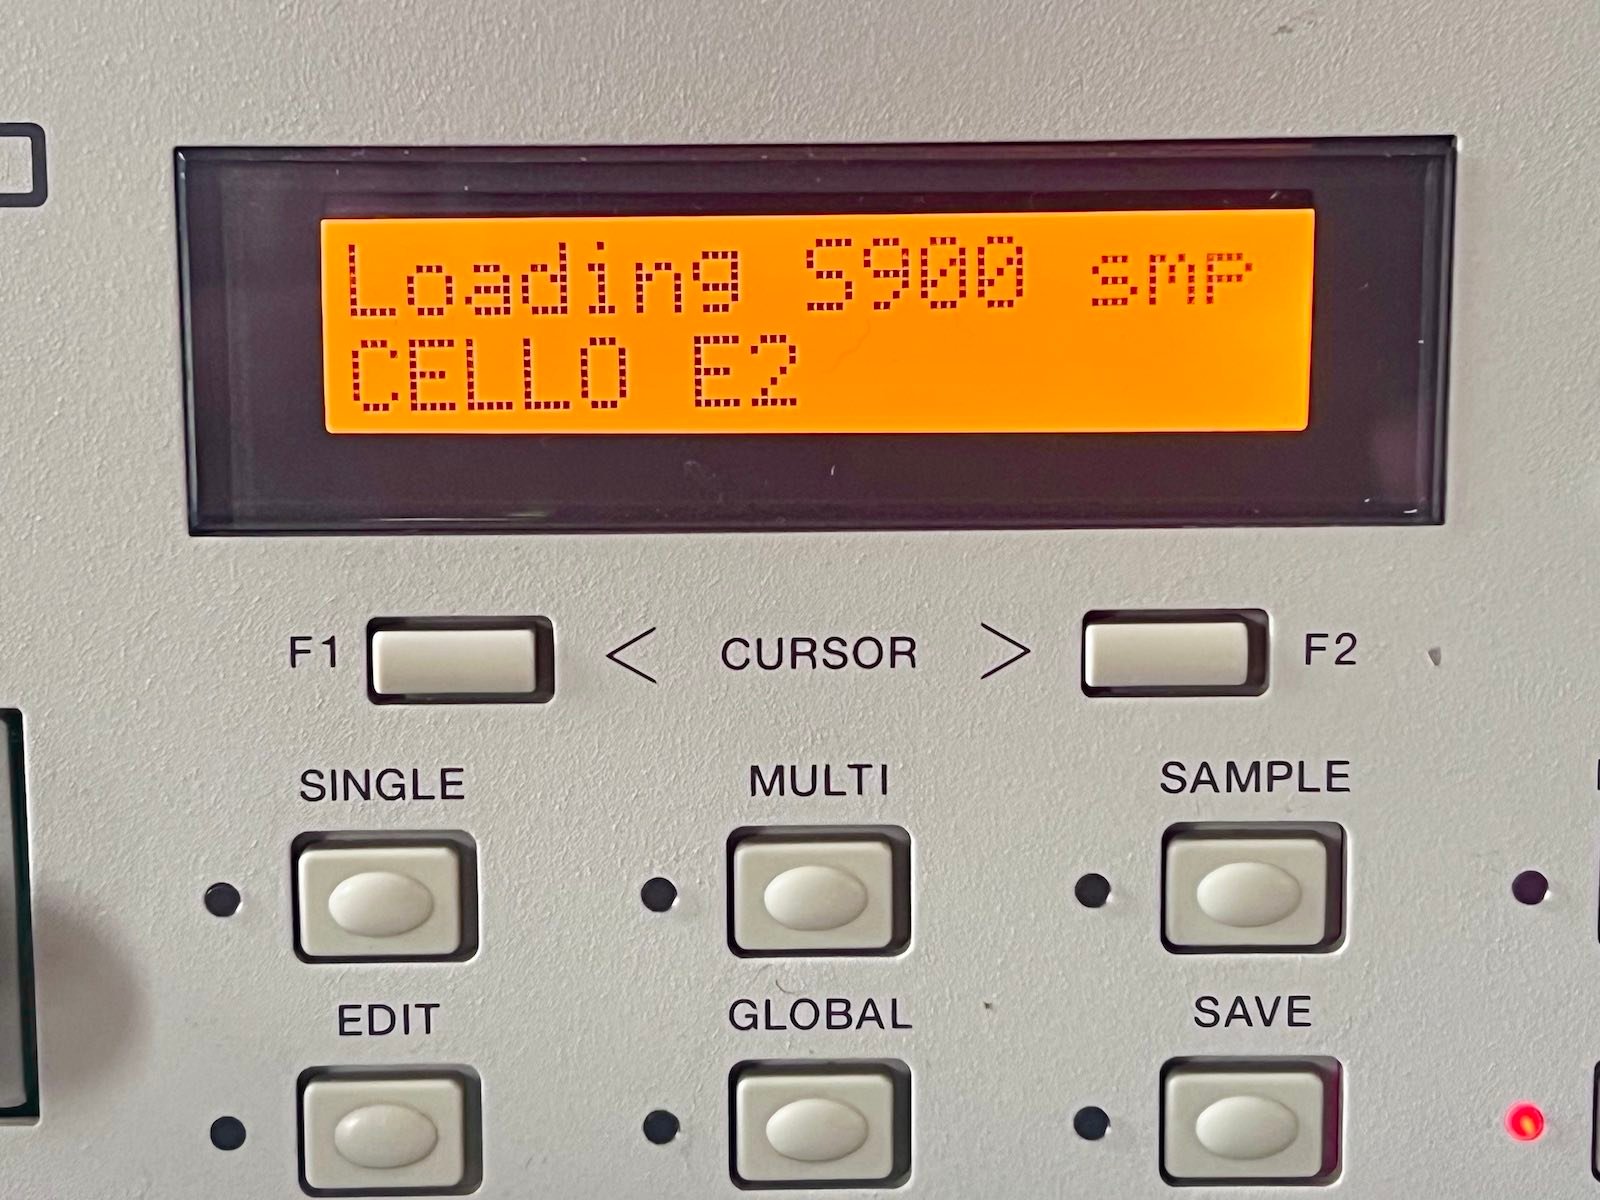 Loading S900 smp
CELLO E2
F1 < CURSOR > F2
SINGLE MULTI SAMPLE
EDIT GLOBAL SAVE